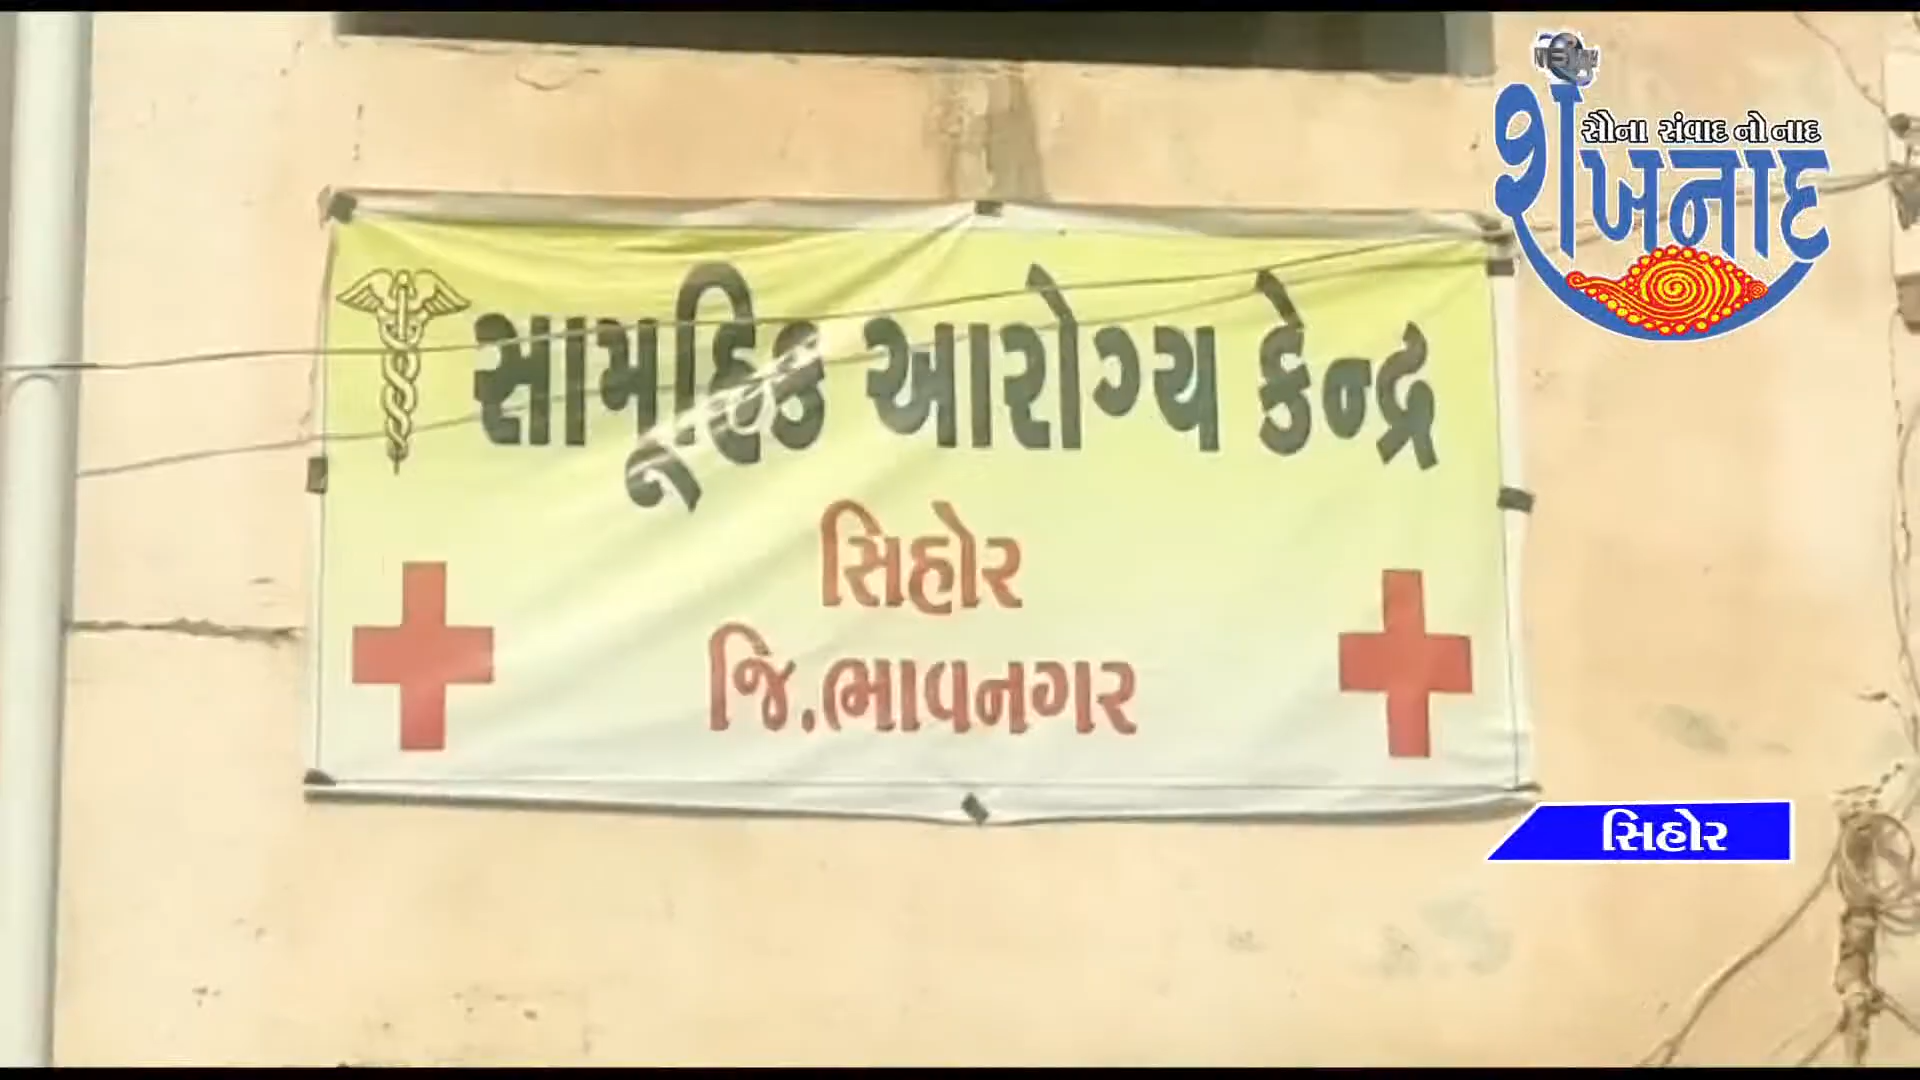 સૌના સંવાદ નો નાદ
શંખનાદ
સામૂહિક આરોગ્ય કેન્દ્ર
સિહોર
જિ.ભાવનગર
સિહોર